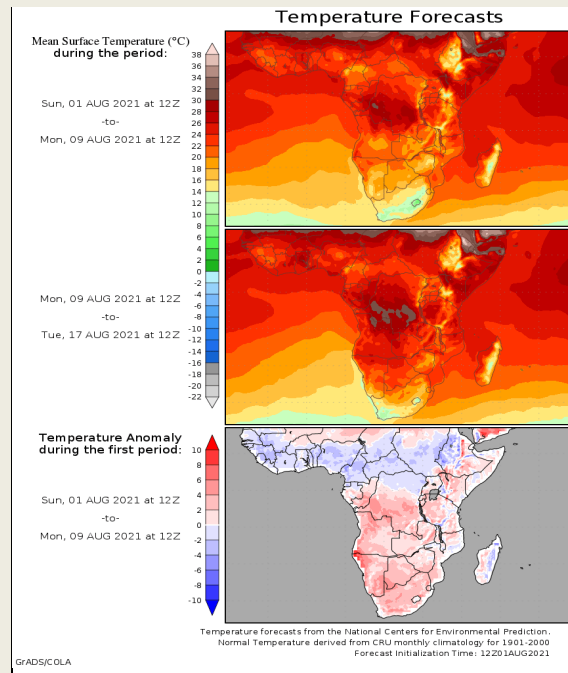 Temperature Forecasts
Mean Surface Temperature (°C)
during the period:
Sun, 01 AUG 2021 at 12Z
-to-
Mon, 09 AUG 2021 at 12Z
38
36
34
32
30
28
26
24
22
20
18
16
14
12
10
8
6
4
2
0
-2
-4
-6
-8
-10
-12
-14
-16
-18
-20
-22
Mon, 09 AUG 2021 at 12Z
-to-
Tue, 17 AUG 2021 at 12Z
Temperature Anomaly
during the first period:
Sun, 01 AUG 2021 at 12Z
-to-
Mon, 09 AUG 2021 at 12Z
10
8
6
4
2
0
-2
-4
-6
-8
-10
Temperature forecasts from the National Centers for Environmental Prediction.
Normal Temperature derived from CRU monthly climatology for 1901-2000
Forecast Initialization Time: 12Z01AUG2021
GrADS/COLA